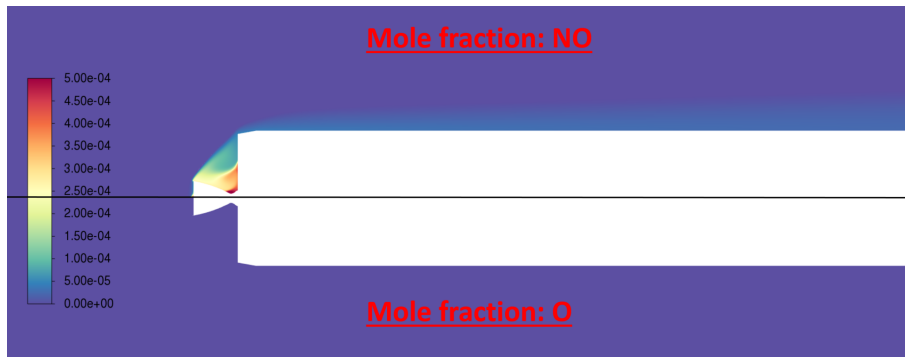 Mole fraction: NO
5.00e-04
4.50e-04
4.00e-04
3.50e-04
3.00e-04
2.50e-04
2.00e-04
1.50e-04
1.00e-04
5.00e-05
0.00e+00
Mole fraction: O